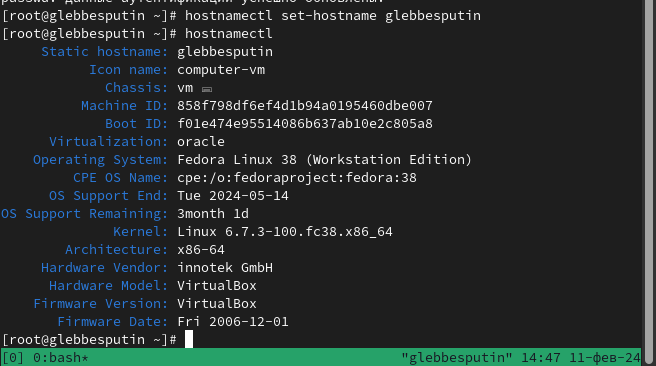 passwd: данные аутентификации успешно обновлены.
[root@glebbesputin ~]# hostnamectl set-hostname glebbesputin
[root@glebbesputin ~]# hostnamectl
Static hostname: glebbesputin
Icon name: computer-vm
Chassis: vm 🖴
Machine ID: 858f798df6ef4d1b94a0195460dbe007
Boot ID: f01e474e95514086b637ab10e2c805a8
Virtualization: oracle
Operating System: Fedora Linux 38 (Workstation Edition)
CPE OS Name: cpe:/o:fedoraproject:fedora:38
OS Support End: Tue 2024-05-14
OS Support Remaining: 3month 1d
Kernel: Linux 6.7.3-100.fc38.x86_64
Architecture: x86-64
Hardware Vendor: innotek GmbH
Hardware Model: VirtualBox
Firmware Version: VirtualBox
Firmware Date: Fri 2006-12-01
[root@glebbesputin ~]#
[0] 0:bash* "glebbesputin" 14:47 11-фев-24